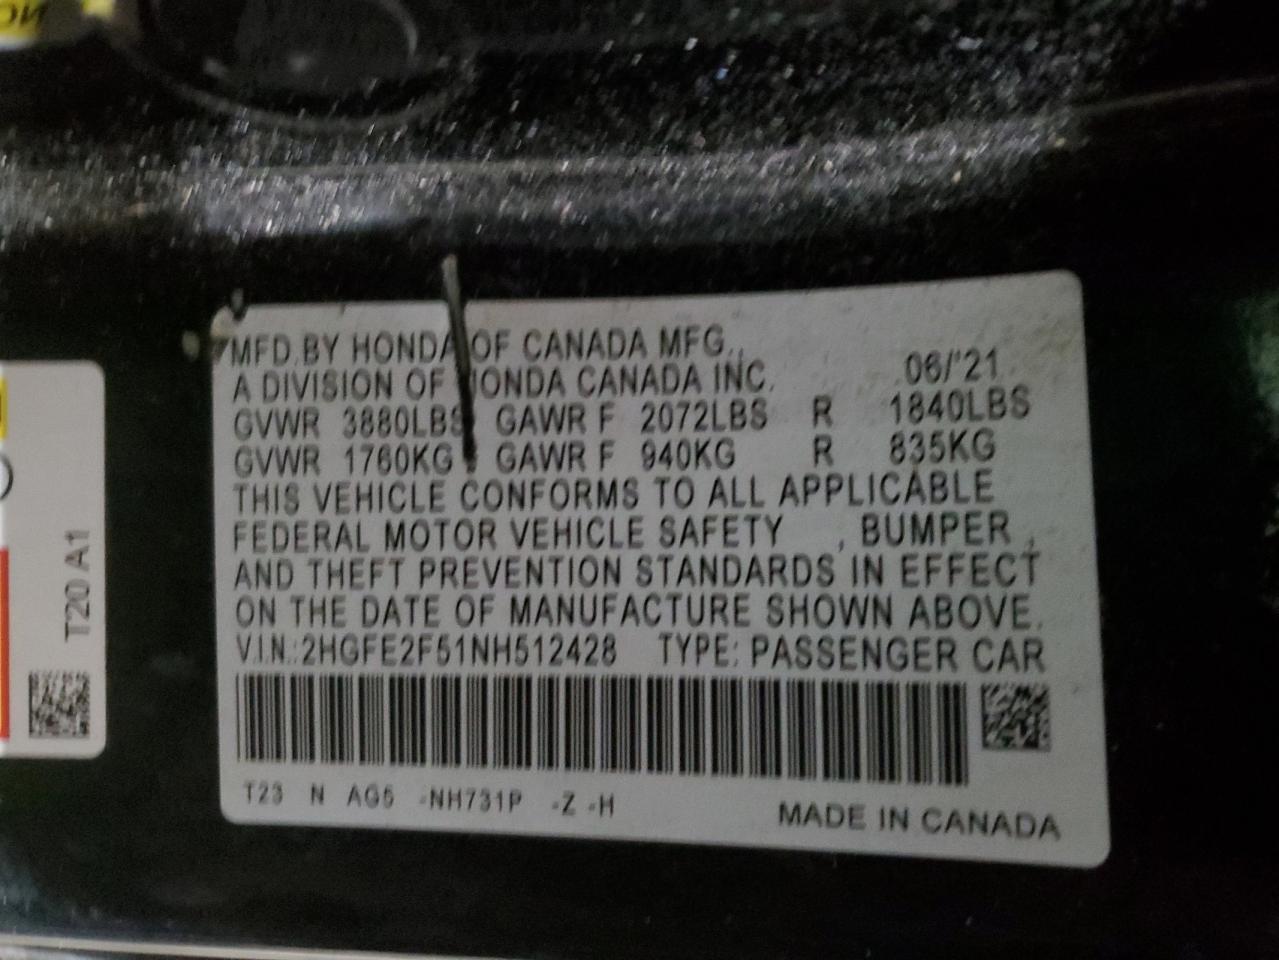 MFD.BY HONDA OF CANADA MFG.,
A DIVISION OF HONDA CANADA INC. 06/'21
GVWR 3880LBS GAWR F 2072LBS R 1840LBS
GVWR 1760KG GAWR F 940KG R 835KG
THIS VEHICLE CONFORMS TO ALL APPLICABLE
FEDERAL MOTOR VEHICLE SAFETY , BUMPER ,
AND THEFT PREVENTION STANDARDS IN EFFECT
ON THE DATE OF MANUFACTURE SHOWN ABOVE.
V.I.N.:2HGFE2F51NH512428 TYPE: PASSENGER CAR
T23 N AG5 -NH731P -Z -H
MADE IN CANADA
T20 A1